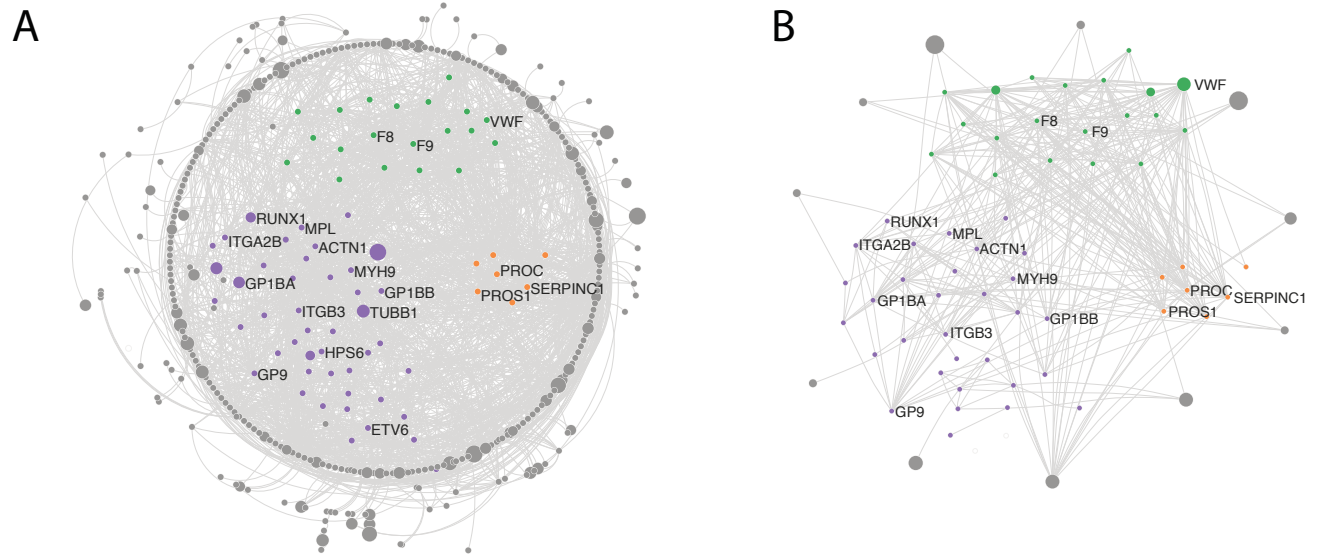 A
VWF
F8
F9
RUNX1
MPL
ITGA2B
ACTN1
MYH9
PROC
GP1BA
GP1BB
SERPINC1
PROS1
ITGB3
TUBB1
HPS6
GP9
ETV6
B
VWF
F8
F9
RUNX1
MPL
ITGA2B
ACTN1
MYH9
PROC
SERPINC1
GP1BA
PROS1
GP1BB
ITGB3
GP9